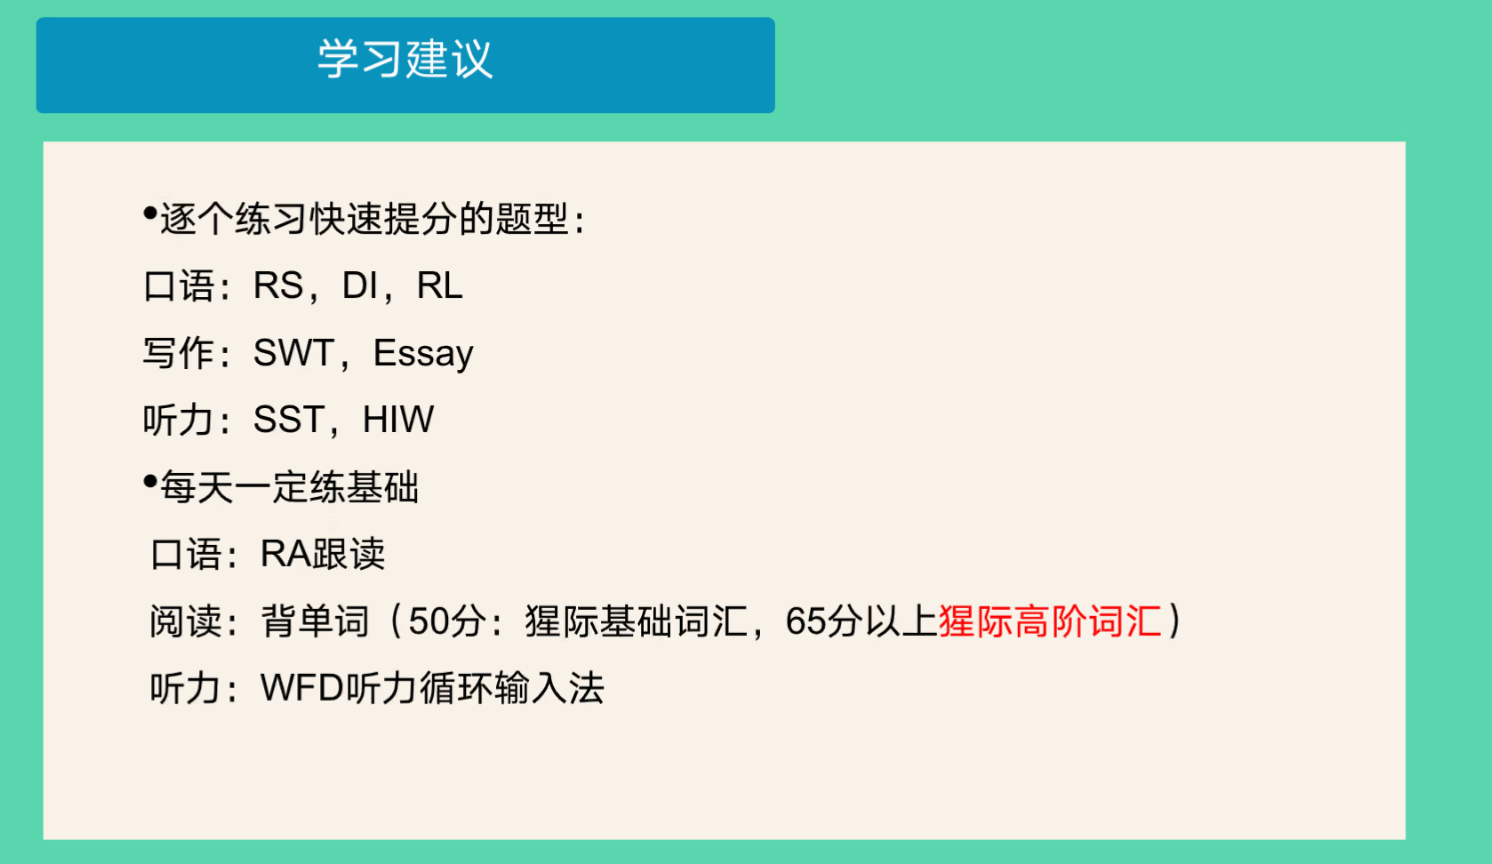 学习建议
•逐个练习快速提分的题型：
口语：RS，DI，RL
写作：SWT，Essay
听力：SST，HIW
•每天一定练基础
口语：RA跟读
阅读：背单词（50分：猩际基础词汇，65分以上猩际高阶词汇）
听力：WFD听力循环输入法